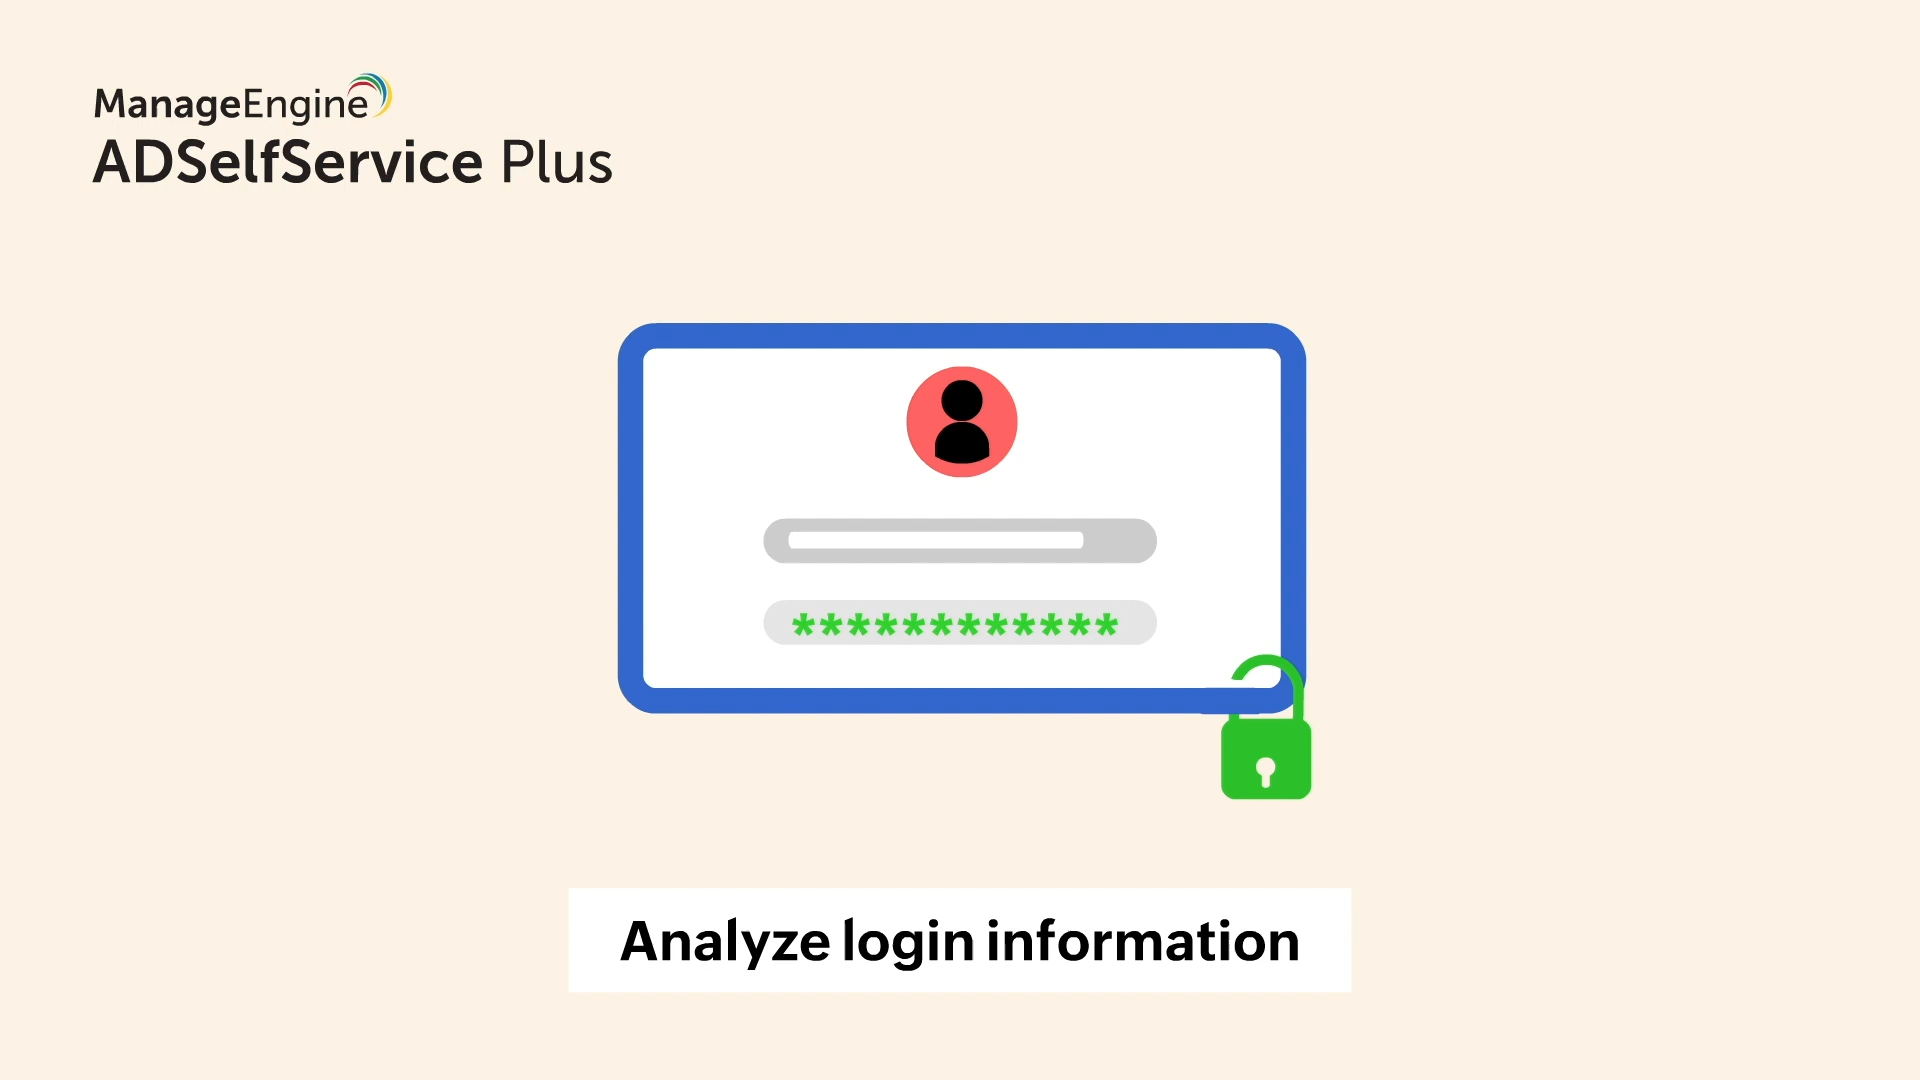 ManageEngine
ADSelfService Plus
************
Analyze login information